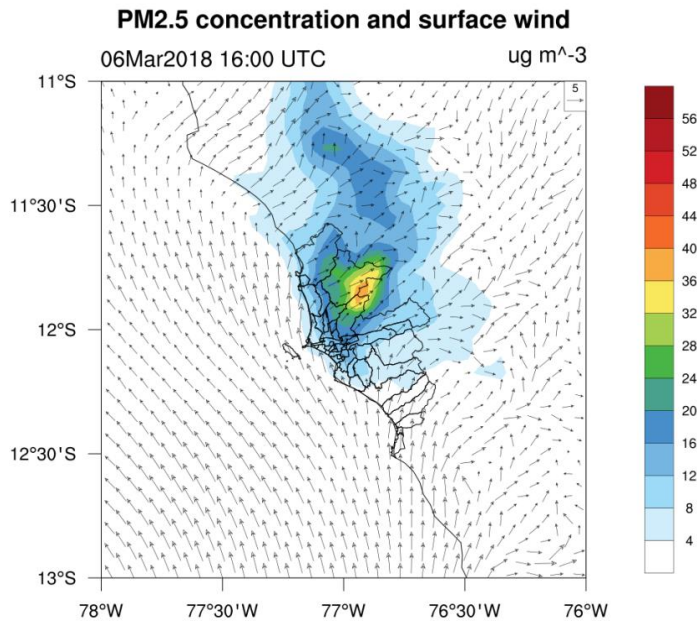 PM2.5 concentration and surface wind
06Mar2018 16:00 UTC
ug m^-3
5
11°S
11°30'S
12°S
12°30'S
13°S
78°W
77°30'W
77°W
76°30'W
76°W
56
52
48
44
40
36
32
28
24
20
16
12
8
4